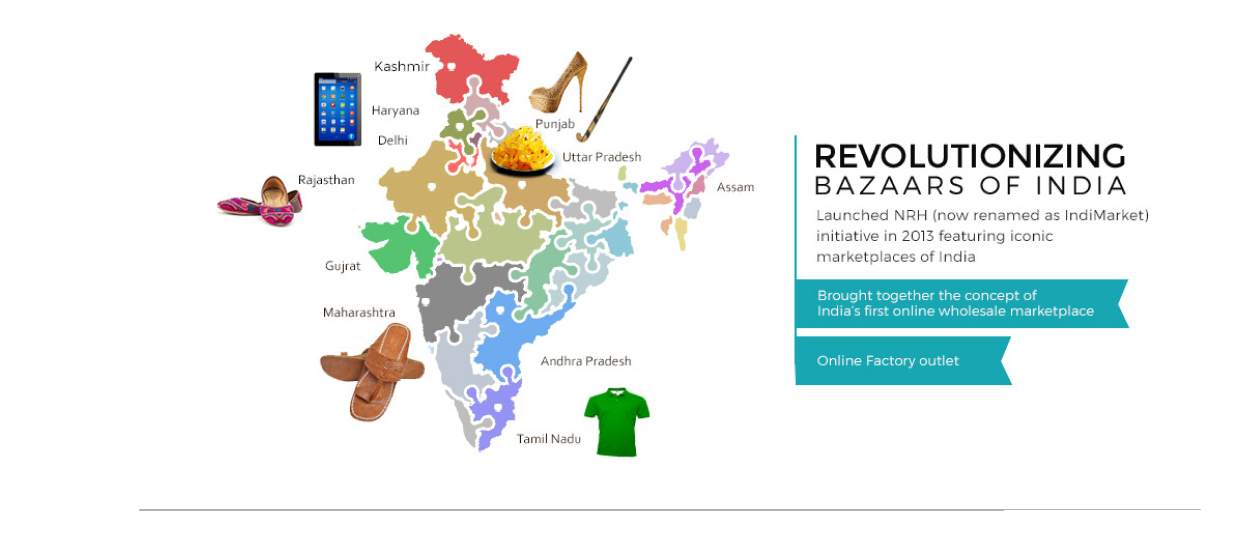 Kashmir
Haryana
Delhi
Punjab
Uttar Pradesh
Rajasthan
Assam
Gujrat
Maharashtra
Andhra Pradesh
Tamil Nadu
REVOLUTIONIZING
BAZAARS OF INDIA
Launched NRH (now renamed as IndiMarket)
initiative in 2013 featuring iconic
marketplaces of India
Brought together the concept of
India's first online wholesale marketplace
Online Factory outlet